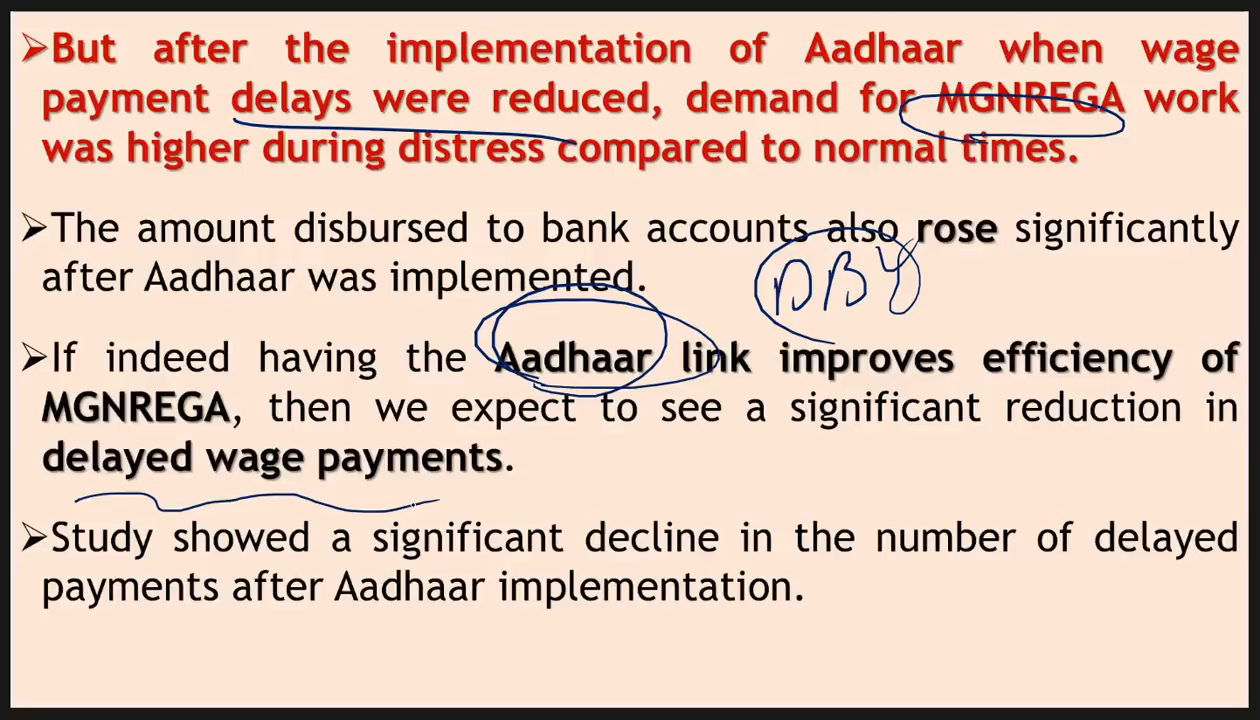 ➢But after the implementation of Aadhaar when wage
payment delays were reduced, demand for MGNREGA work
was higher during distress compared to normal times.
➢The amount disbursed to bank accounts also rose significantly
after Aadhaar was implemented.
➢If indeed having the Aadhaar link improves efficiency of
MGNREGA, then we expect to see a significant reduction in
delayed wage payments.
➢Study showed a significant decline in the number of delayed
payments after Aadhaar implementation.